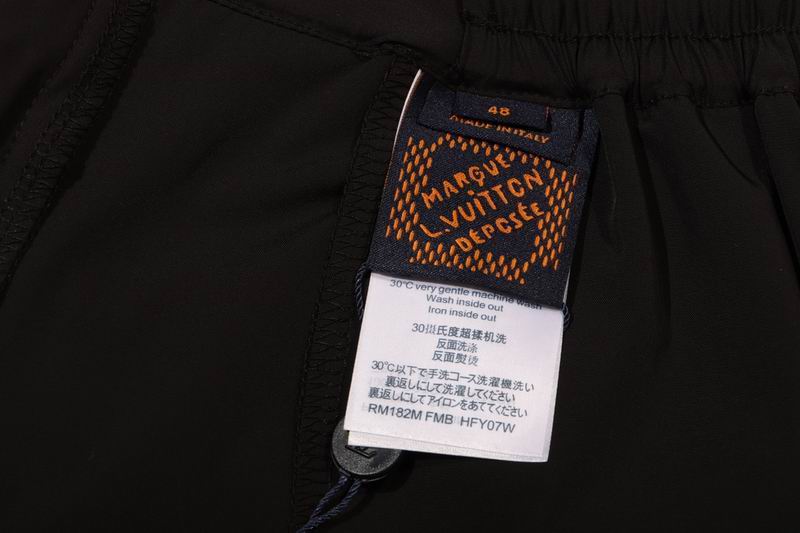 48
MADE IN ITALY
MARQUE
L.VUITTON
DÉPOSÉE
30°C very gentle machine wash
Wash inside out
Iron inside out
30摄氏度超揉机洗
反面洗涤
反面熨烫
30°C以下で手洗コース洗濯機洗い
裏返しにして洗濯してください
裏返しにしてアイロンをあててください
RM182M FMB HFY07W